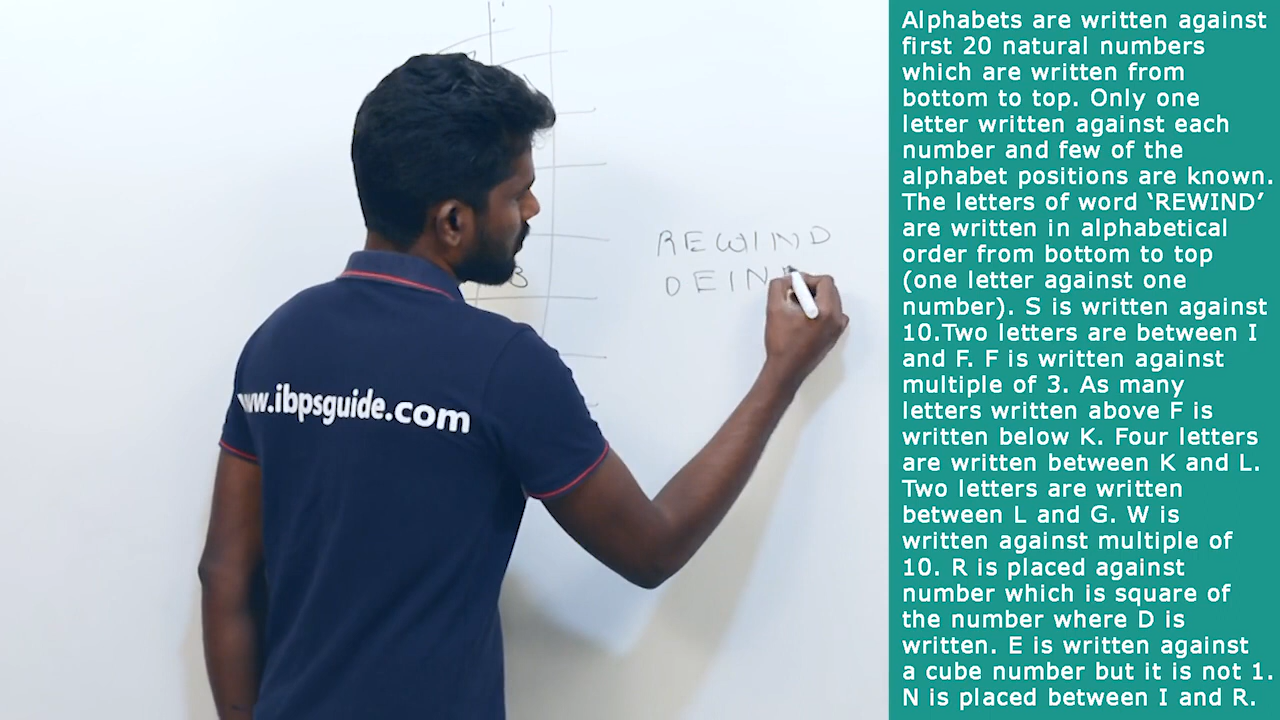 REWIND
DEIN
B
www.ibpsguide.com
Alphabets are written against
first 20 natural numbers
which are written from
bottom to top. Only one
letter written against each
number and few of the
alphabet positions are known.
The letters of word ‘REWIND’
are written in alphabetical
order from bottom to top
(one letter against one
number). S is written against
10.Two letters are between I
and F. F is written against
multiple of 3. As many
letters written above F is
written below K. Four letters
are written between K and L.
Two letters are written
between L and G. W is
written against multiple of
10. R is placed against
number which is square of
the number where D is
written. E is written against
a cube number but it is not 1.
N is placed between I and R.